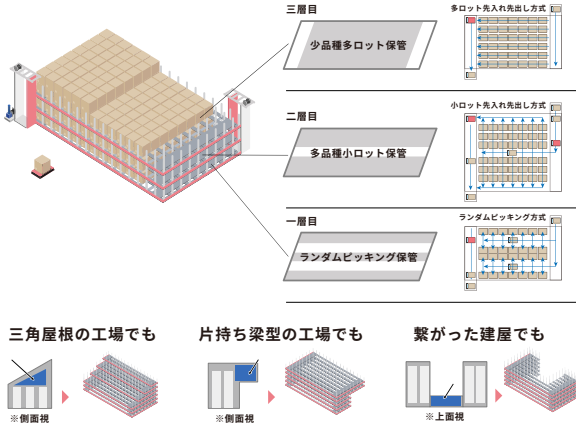 三層目
少品種多ロット保管
多ロット先入れ先出し方式
二層目
多品種小ロット保管
小ロット先入れ先出し方式
一層目
ランダムピッキング保管
ランダムピッキング方式
三角屋根の工場でも
※側面視
片持ち梁型の工場でも
※側面視
繋がった建屋でも
※上面視